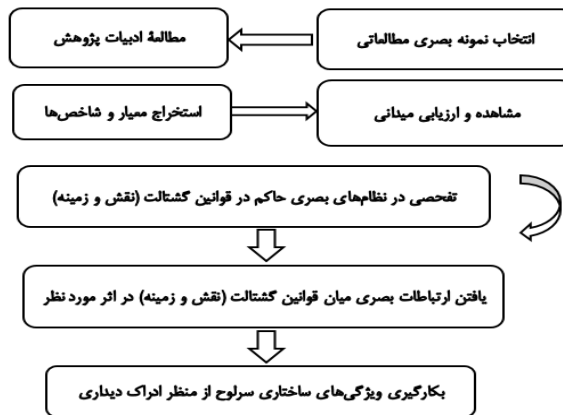 انتخاب نمونه بصری مطالعاتی
مطالعۀ ادبیات پژوهش
استخراج معیار و شاخص‌ها
مشاهده و ارزیابی میدانی
تفحصی در نظام‌های بصری حاکم در قوانین گشتالت (نقش و زمینه)
یافتن ارتباطات بصری میان قوانین گشتالت (نقش و زمینه) در اثر مورد نظر
بکارگیری ویژگی‌های ساختاری سرلوح از منظر ادراک دیداری